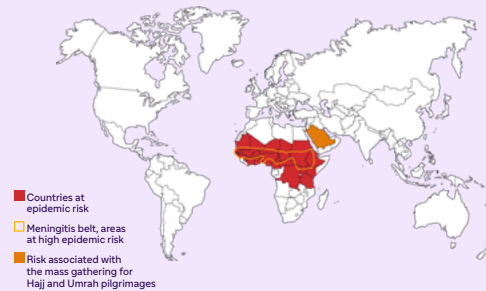 Countries at
epidemic risk
Meningitis belt, areas
at high epidemic risk
Risk associated with
the mass gathering for
Hajj and Umrah pilgrimages